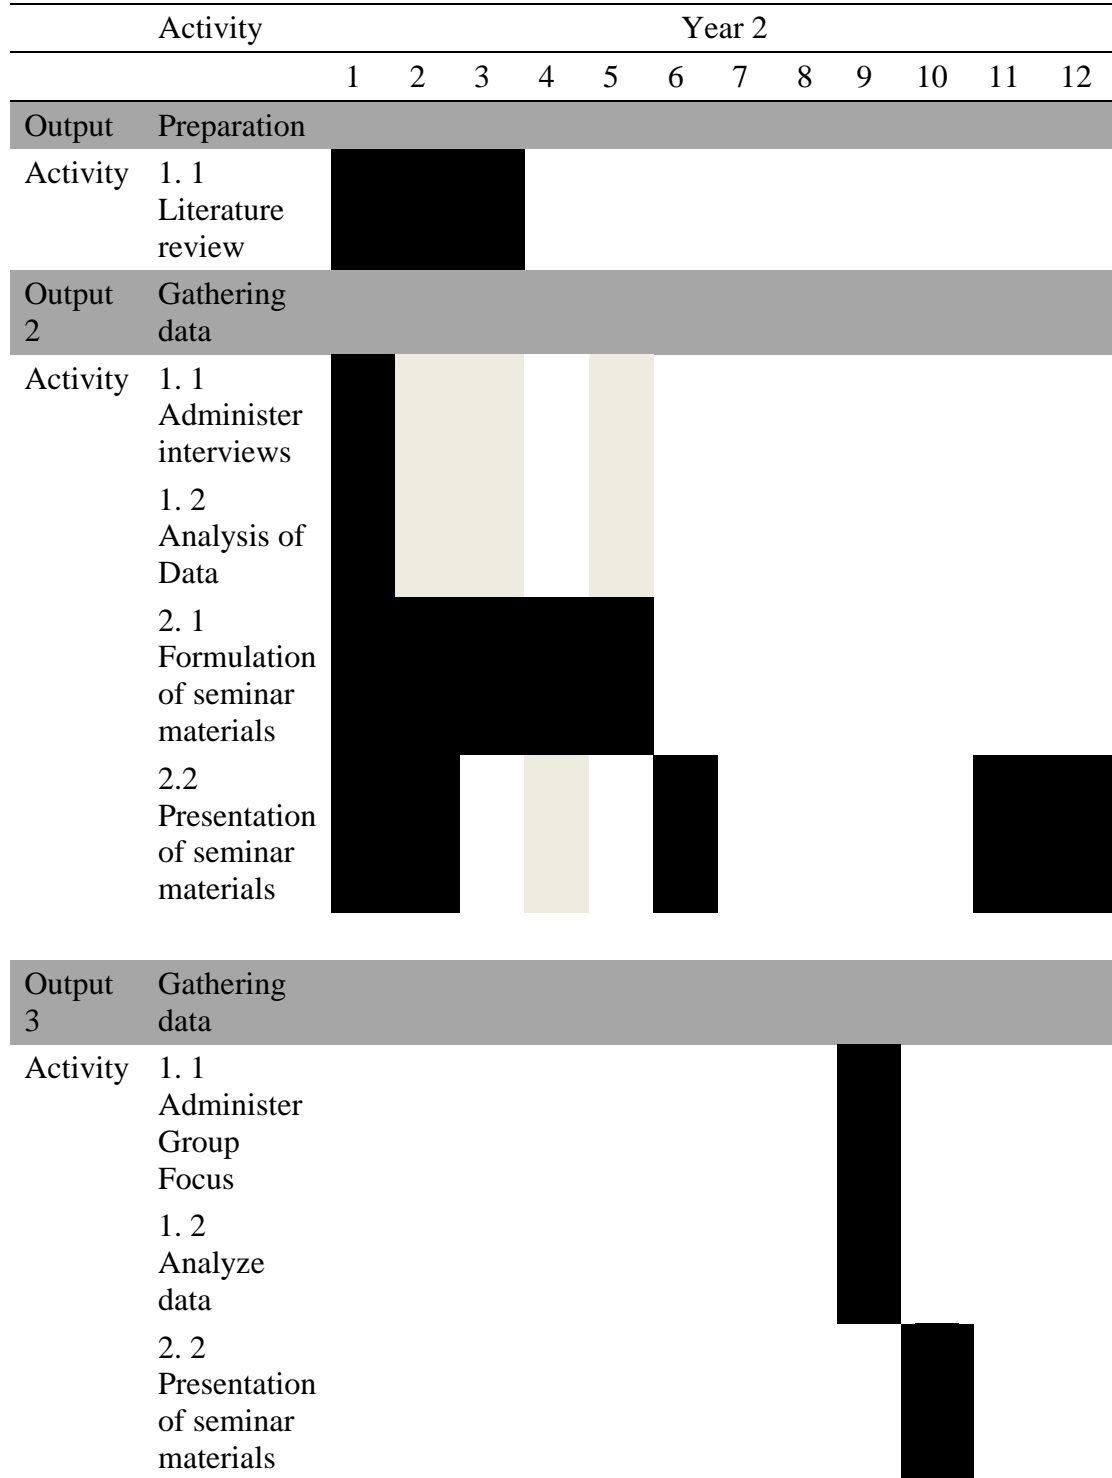 Activity Year 2
1 2 3 4 5 6 7 8 9 10 11 12
Output Preparation
Activity 1. 1
Literature
review
Output Gathering
2 data
Activity 1. 1
Administer
interviews
1. 2
Analysis of
Data
2. 1
Formulation
of seminar
materials
2.2
Presentation
of seminar
materials
Output Gathering
3 data
Activity 1. 1
Administer
Group
Focus
1. 2
Analyze
data
2. 2
Presentation
of seminar
materials